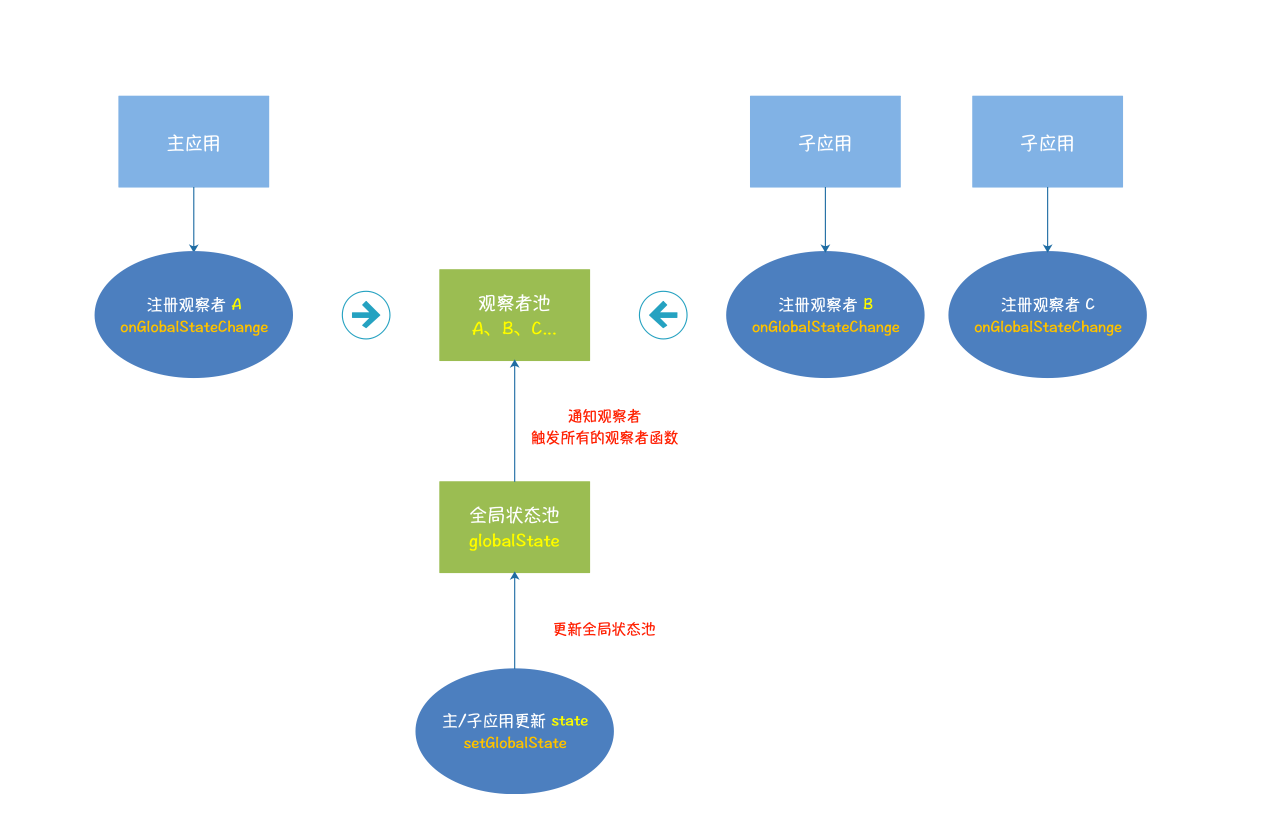 主应用
子应用
子应用
注册观察者 A
onGlobalStateChange
观察者池
A、B、C...
注册观察者 B
onGlobalStateChange
注册观察者 C
onGlobalStateChange
通知观察者
触发所有的观察者函数
全局状态池
globalState
更新全局状态池
主/子应用更新 state
setGlobalState